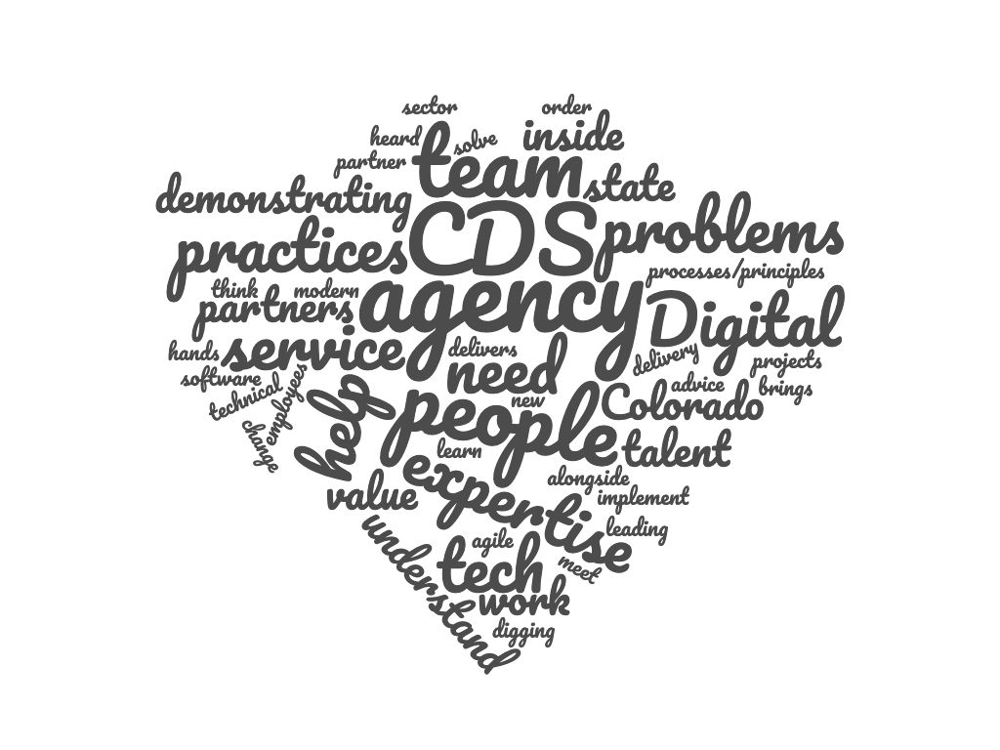 sector
order
heard
solve
inside
partner
team
state
demonstrating
CDS
problems
practices
processes/principles
think
modern
agency
partners
Digital
service
delivers
delivery
hands
need
projects
software
advice
brings
technical
employees
help
new
Colorado
people
change
learn
talent
expertise
alongside
value
implement
understand
leading
agile
tech
meet
work
digging